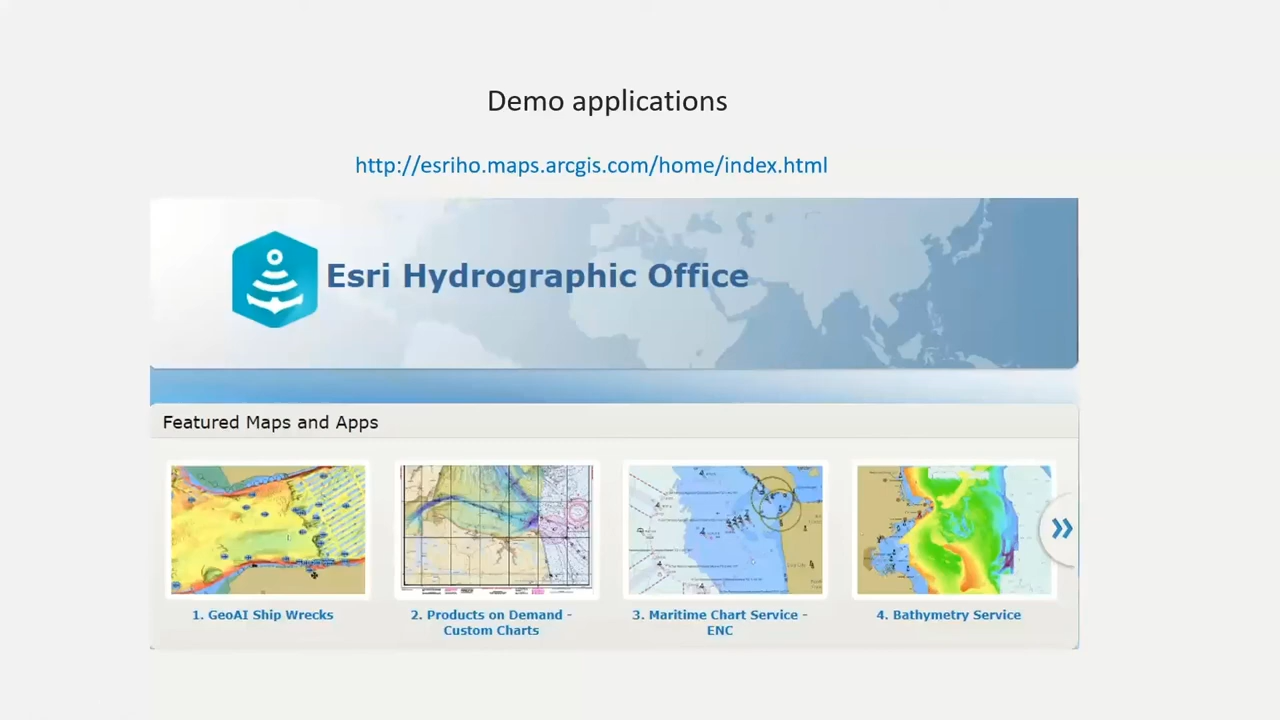 Demo applications
http://esriho.maps.arcgis.com/home/index.html
Esri Hydrographic Office
Featured Maps and Apps
1. GeoAI Ship Wrecks
2. Products on Demand -
Custom Charts
3. Maritime Chart Service -
ENC
4. Bathymetry Service